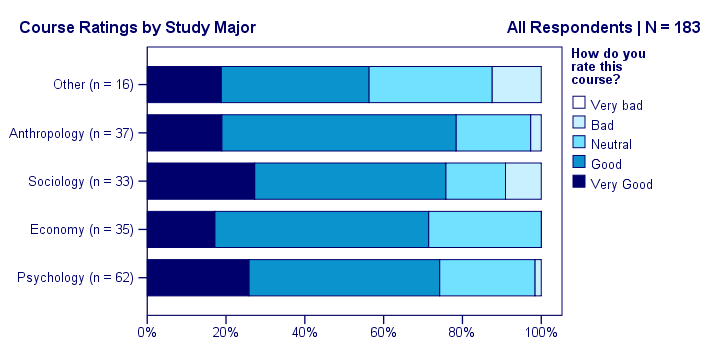 Course Ratings by Study Major
All Respondents | N = 183
How do you
rate this
course?
Very bad
Bad
Neutral
Good
Very Good
Other (n = 16)
Anthropology (n = 37)
Sociology (n = 33)
Economy (n = 35)
Psychology (n = 62)
0%
20%
40%
60%
80%
100%